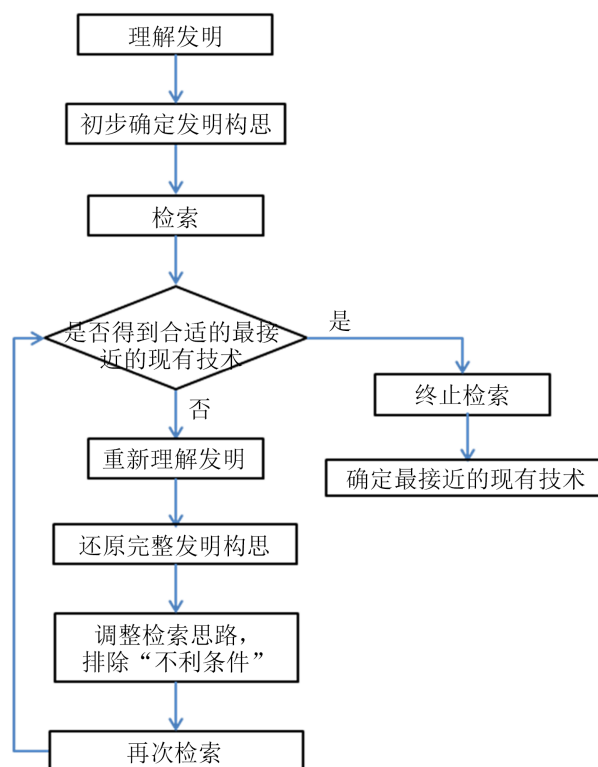 理解发明
初步确定发明构思
检索
是否得到合适的最接
近的现有技术
是
终止检索
否
重新理解发明
确定最接近的现有技术
还原完整发明构思
调整检索思路，
排除“不利条件”
再次检索